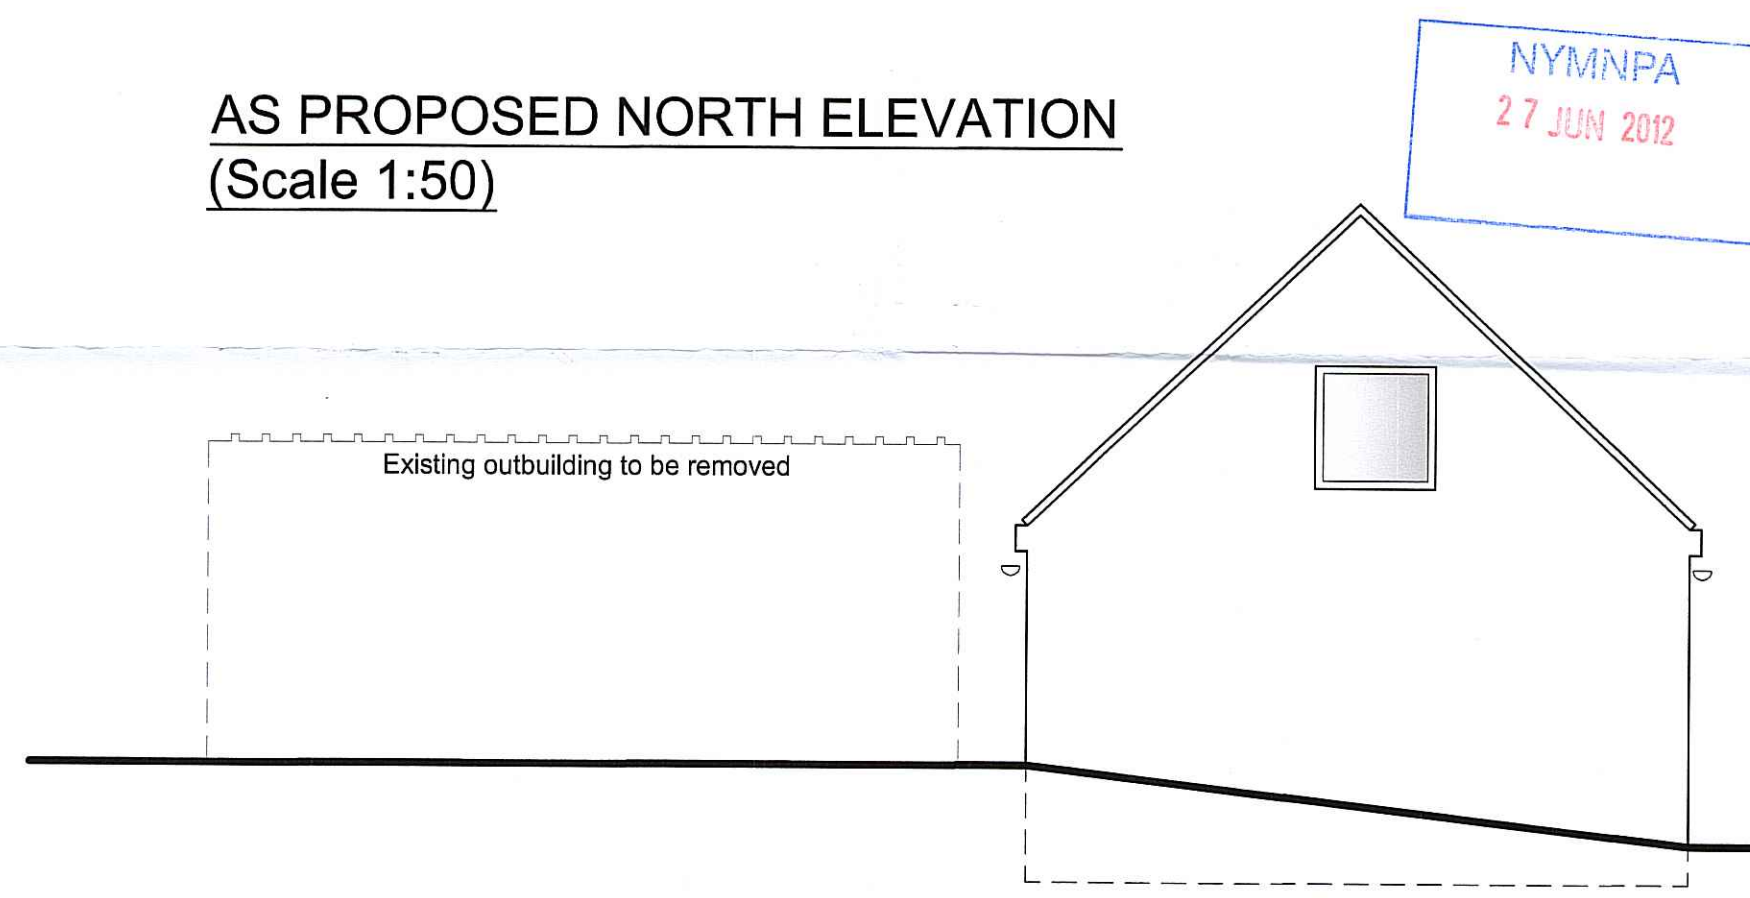 AS PROPOSED NORTH ELEVATION
(Scale 1:50)
NYMNPA
27 JUN 2012
Existing outbuilding to be removed